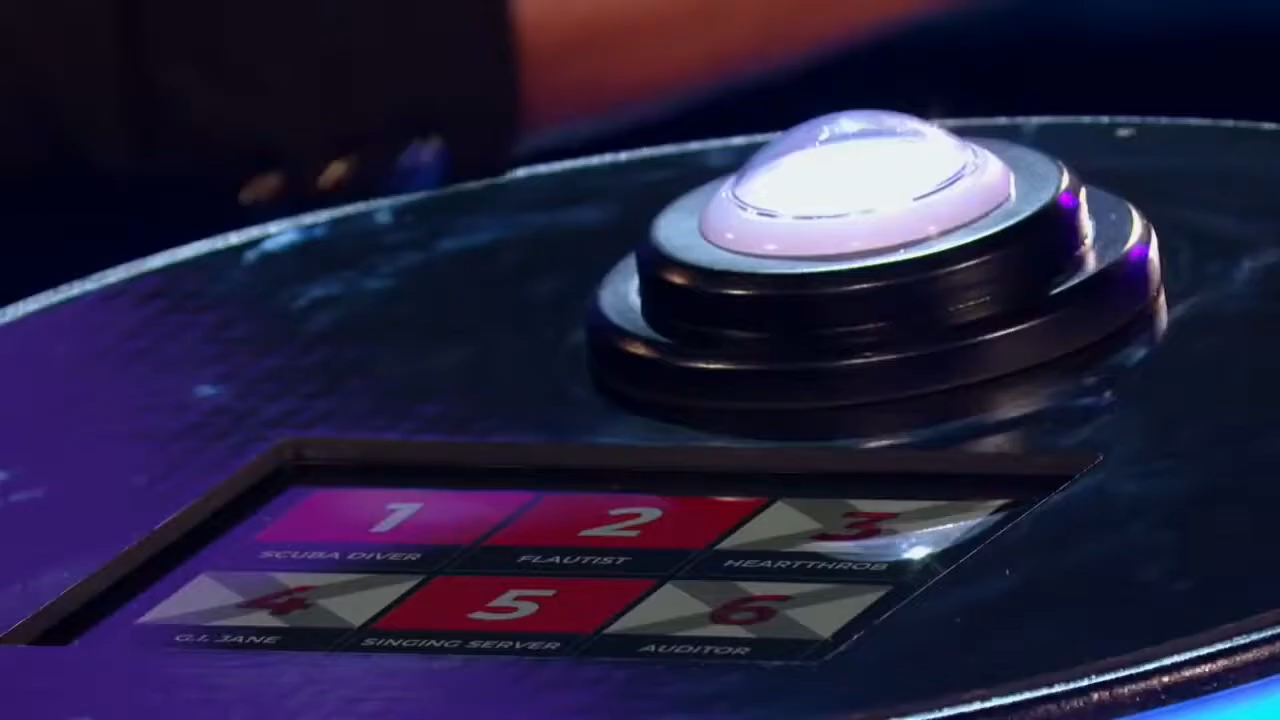 1 2 3
SCUBA DIVER FLAUTIST HEARTTHROB
4 5 6
G.I. JANE SINGING SERVER AUDITOR